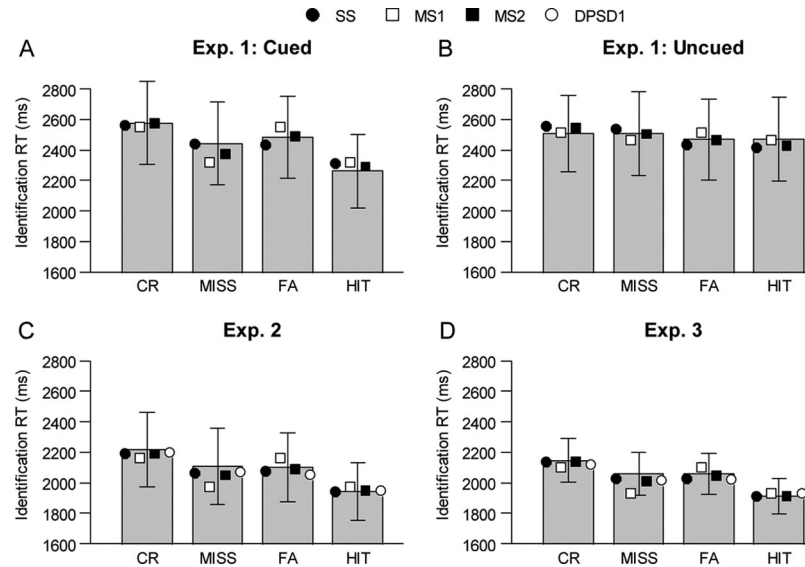 SS MS1 MS2 DPSD1
A Exp. 1: Cued
Identification RT (ms)
2800
2600
2400
2200
2000
1800
1600
CR MISS FA HIT
B Exp. 1: Uncued
Identification RT (ms)
2800
2600
2400
2200
2000
1800
1600
CR MISS FA HIT
C Exp. 2
Identification RT (ms)
2800
2600
2400
2200
2000
1800
1600
CR MISS FA HIT
D Exp. 3
Identification RT (ms)
2800
2600
2400
2200
2000
1800
1600
CR MISS FA HIT